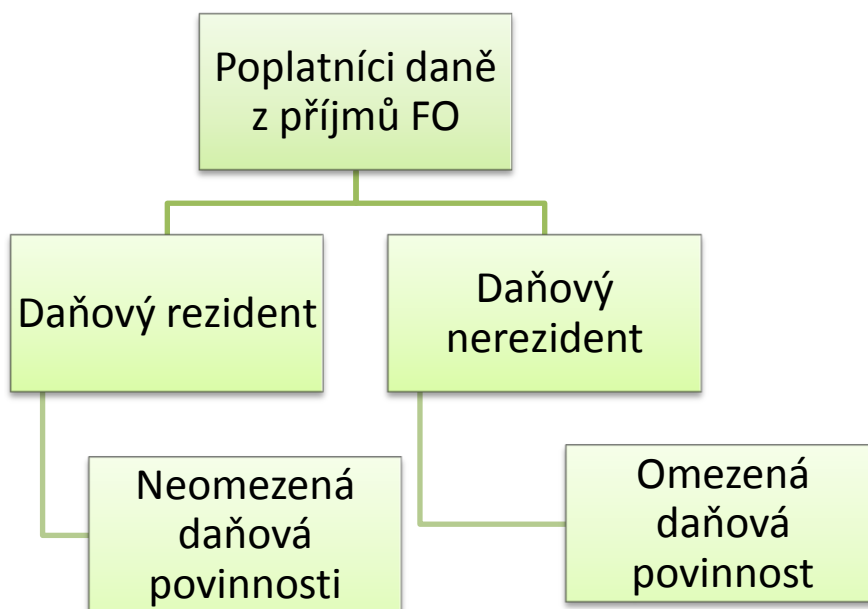 Poplatníci daně
z příjmů FO
Daňový rezident
Daňový
nerezident
Neomezená
daňová
povinnosti
Omezená
daňová
povinnost